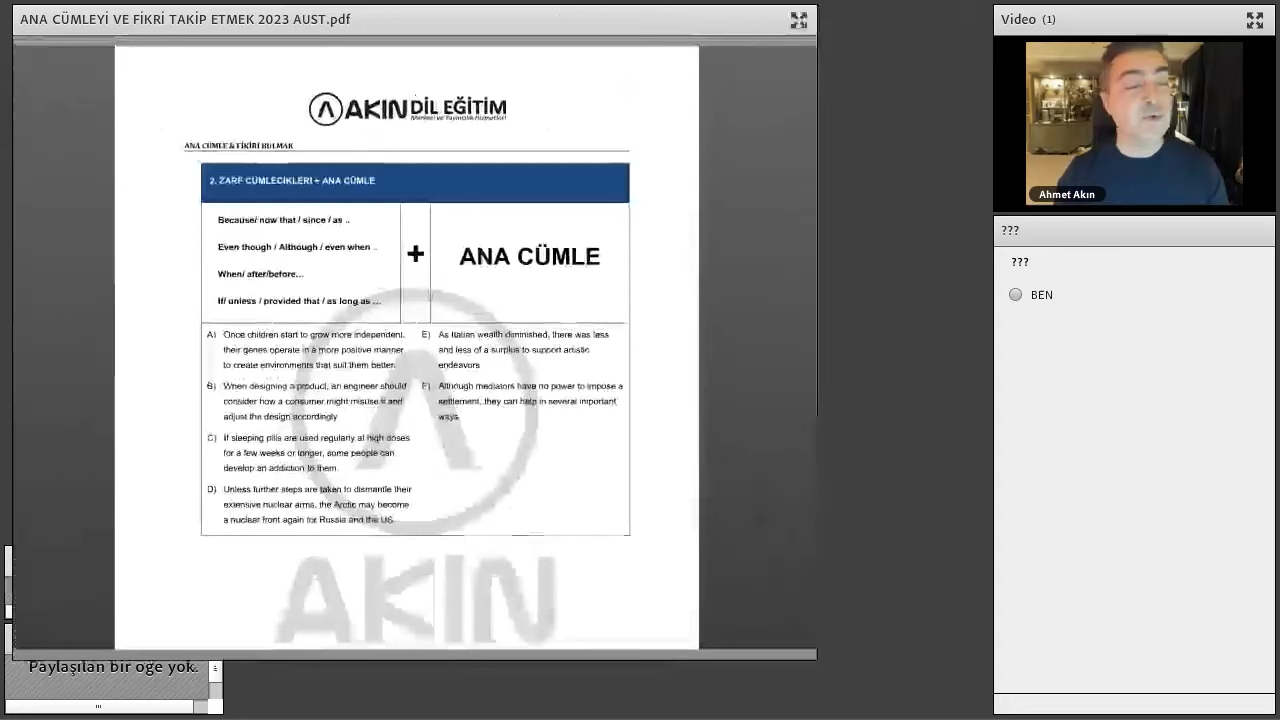 ANA CÜMLEYİ VE FİKRİ TAKİP ETMEK 2023 AUST.pdf
AKIN DİL EĞİTİM
Merkezi ve Yayıncılık Hizmetleri
ANA CÜMLE & FİKİRİ BULMAK
2. ZARF CÜMLECİKLERİ + ANA CÜMLE
Because/ now that / since / as ..
Even though / Although / even when ..
When/ after/before…
If/ unless / provided that / as long as …
+
ANA CÜMLE
A) Once children start to grow more independent,
their genes operate in a more positive manner
to create environments that suit them better.
B) When designing a product, an engineer should
consider how a consumer might misuse it and
adjust the design accordingly
C) If sleeping pills are used regularly at high doses
for a few weeks or longer, some people can
develop an addiction to them.
D) Unless further steps are taken to dismantle their
extensive nuclear arms, the Arctic may become
a nuclear front again for Russia and the US.
E) As Italian wealth diminished, there was less
and less of a surplus to support artistic
endeavors
F) Although mediators have no power to impose a
settlement, they can help in several important
ways.
AKIN
Paylaşılan bir öğe yok.
Video (1)
Ahmet Akın
???
???
BEN